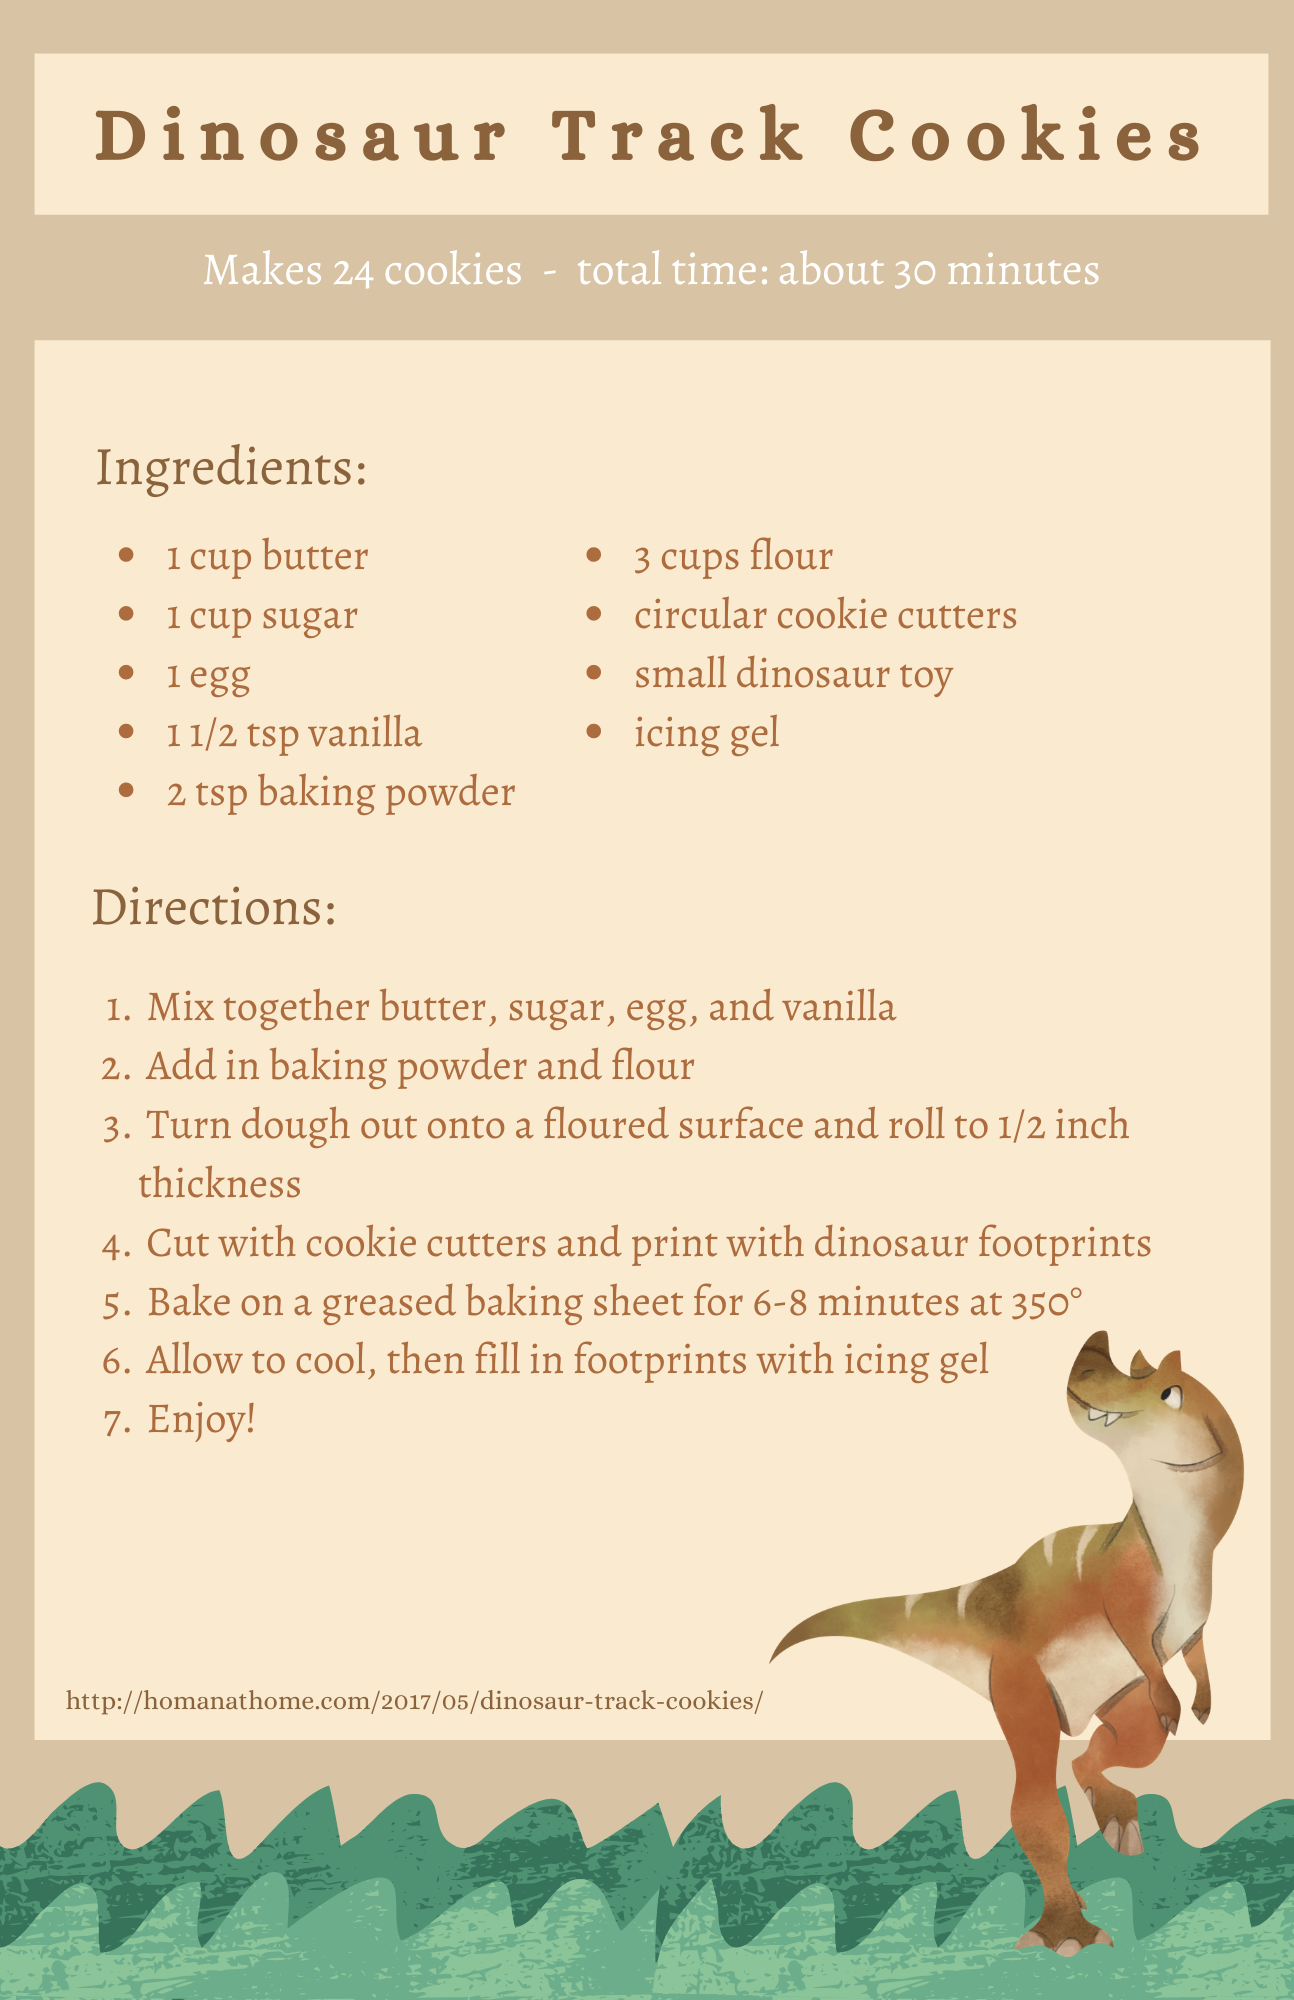 Dinosaur Track Cookies
Makes 24 cookies - total time: about 30 minutes
Ingredients:
• 1 cup butter
• 1 cup sugar
• 1 egg
• 1 1/2 tsp vanilla
• 2 tsp baking powder
• 3 cups flour
• circular cookie cutters
• small dinosaur toy
• icing gel
Directions:
1. Mix together butter, sugar, egg, and vanilla
2. Add in baking powder and flour
3. Turn dough out onto a floured surface and roll to 1/2 inch
thickness
4. Cut with cookie cutters and print with dinosaur footprints
5. Bake on a greased baking sheet for 6-8 minutes at 350°
6. Allow to cool, then fill in footprints with icing gel
7. Enjoy!
http://homanathome.com/2017/05/dinosaur-track-cookies/